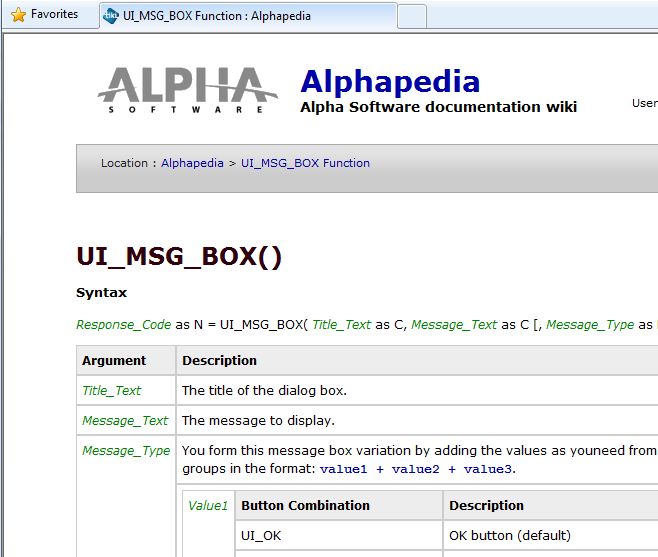 Favorites
tiki
UI_MSG_BOX Function : Alphapedia
ALPHA
SOFTWARE
Alphapedia
Alpha Software documentation wiki
User
Location : Alphapedia > UI_MSG_BOX Function
UI_MSG_BOX()
Syntax
Response_Code as N = UI_MSG_BOX( Title_Text as C, Message_Text as C [, Message_Type as
Argument Description
Title_Text The title of the dialog box.
Message_Text The message to display.
Message_Type You form this message box variation by adding the values as youneed from
groups in the format: value1 + value2 + value3.
Value1 Button Combination Description
UI_OK OK button (default)